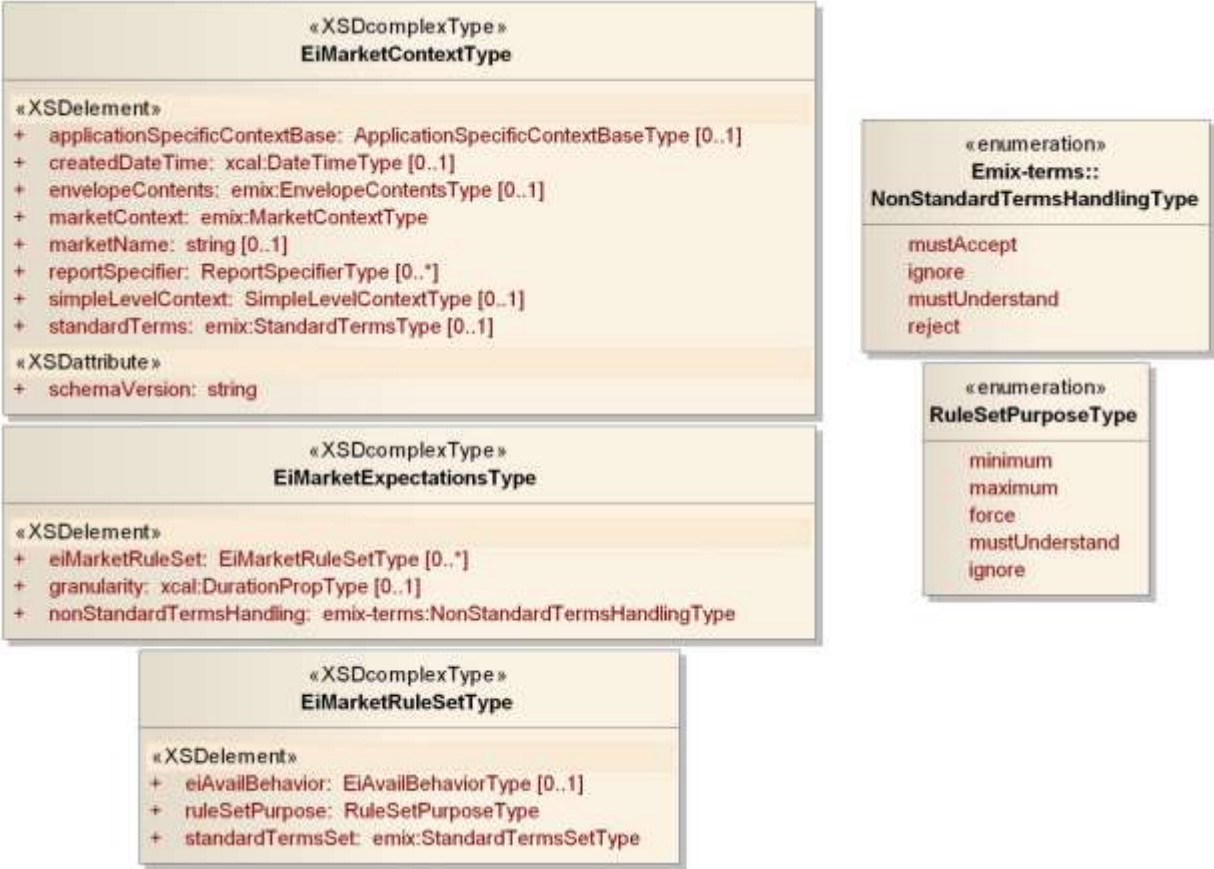 «XSDcomplexType»
EiMarketContextType
«XSDelement»
+ applicationSpecificContextBase: ApplicationSpecificContextBaseType [0..1]
+ createdDateTime: xcal:DateTimeType [0..1]
+ envelopeContents: emix:EnvelopeContentsType [0..1]
+ marketContext: emix:MarketContextType
+ marketName: string [0..1]
+ reportSpecifier: ReportSpecifierType [0..*]
+ simpleLevelContext: SimpleLevelContextType [0..1]
+ standardTerms: emix:StandardTermsType [0..1]
«XSDattribute»
+ schemaVersion: string
«enumeration»
Emix-terms::
NonStandardTermsHandlingType
mustAccept
ignore
mustUnderstand
reject
«enumeration»
RuleSetPurposeType
minimum
maximum
force
mustUnderstand
ignore
«XSDcomplexType»
EiMarketExpectationsType
«XSDelement»
+ eiMarketRuleSet: EiMarketRuleSetType [0..*]
+ granularity: xcal:DurationPropType [0..1]
+ nonStandardTermsHandling: emix-terms:NonStandardTermsHandlingType
«XSDcomplexType»
EiMarketRuleSetType
«XSDelement»
+ eiAvailBehavior: EiAvailBehaviorType [0..1]
+ ruleSetPurpose: RuleSetPurposeType
+ standardTermsSet: emix:StandardTermsSetType